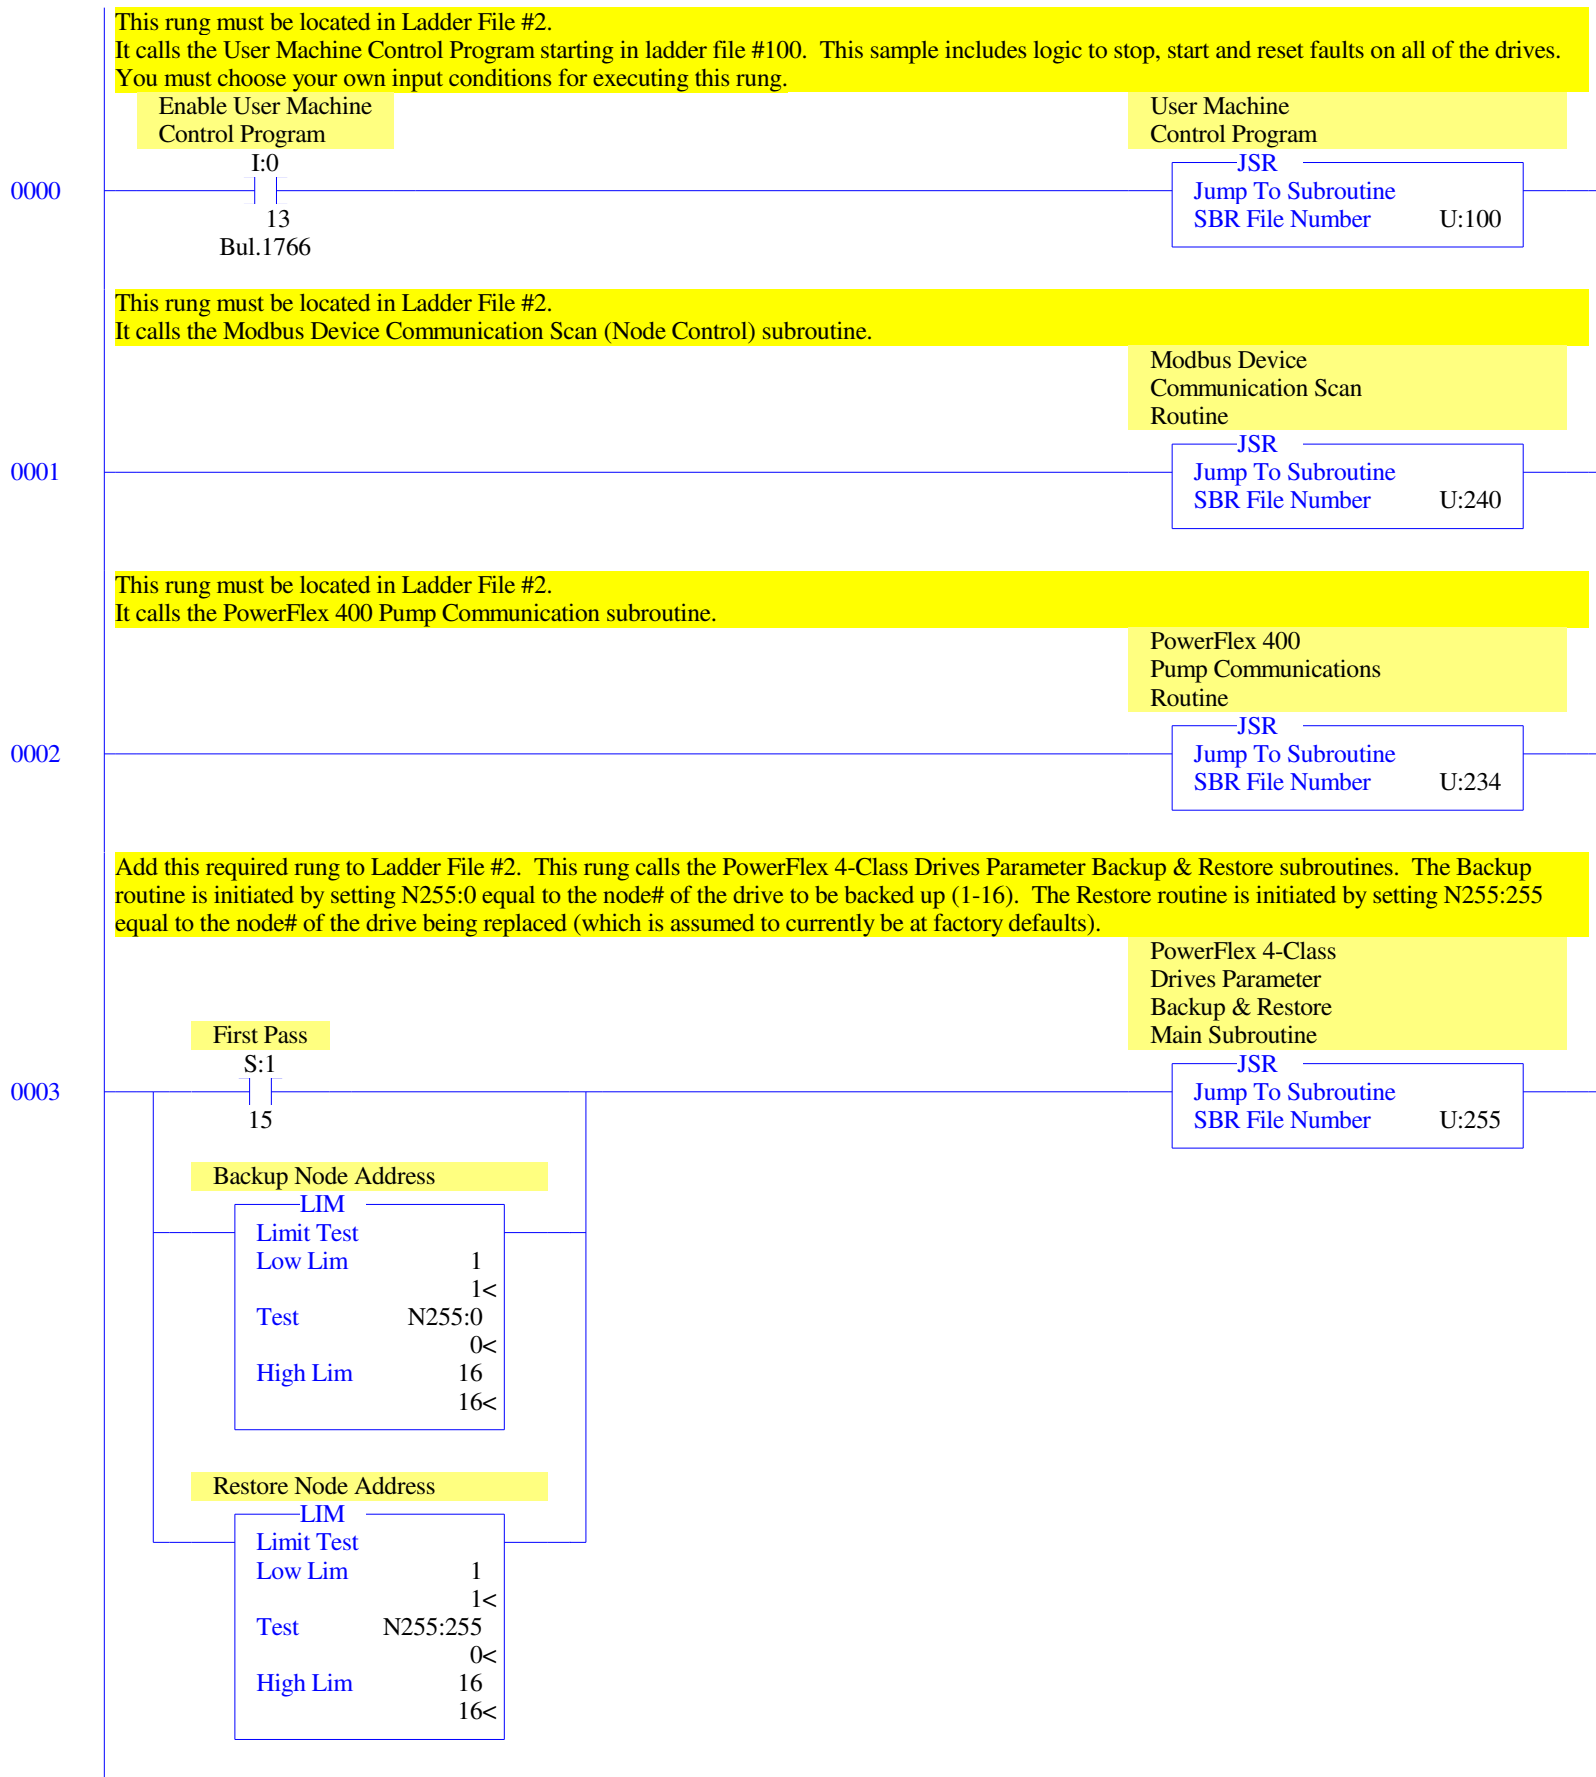 This rung must be located in Ladder File #2.
It calls the User Machine Control Program starting in ladder file #100.  This sample includes logic to stop, start and reset faults on all of the drives.
You must choose your own input conditions for executing this rung.
Enable User Machine
Control Program
User Machine
Control Program
I:0
JSR
0000
Jump To Subroutine
13
SBR File Number U:100
Bul.1766
This rung must be located in Ladder File #2.
It calls the Modbus Device Communication Scan (Node Control) subroutine.
Modbus Device
Communication Scan
Routine
JSR
0001
Jump To Subroutine
SBR File Number U:240
This rung must be located in Ladder File #2.
It calls the PowerFlex 400 Pump Communication subroutine.
PowerFlex 400
Pump Communications
Routine
JSR
0002
Jump To Subroutine
SBR File Number U:234
Add this required rung to Ladder File #2.  This rung calls the PowerFlex 4-Class Drives Parameter Backup & Restore subroutines.  The Backup
routine is initiated by setting N255:0 equal to the node# of the drive to be backed up (1-16).  The Restore routine is initiated by setting N255:255
equal to the node# of the drive being replaced (which is assumed to currently be at factory defaults).
PowerFlex 4-Class
Drives Parameter
Backup & Restore
Main Subroutine
First Pass
S:1
JSR
0003
Jump To Subroutine
15
SBR File Number U:255
Backup Node Address
LIM
Limit Test
Low Lim 1
1<
Test N255:0
0<
High Lim 16
16<
Restore Node Address
LIM
Limit Test
Low Lim 1
1<
Test N255:255
0<
High Lim 16
16<